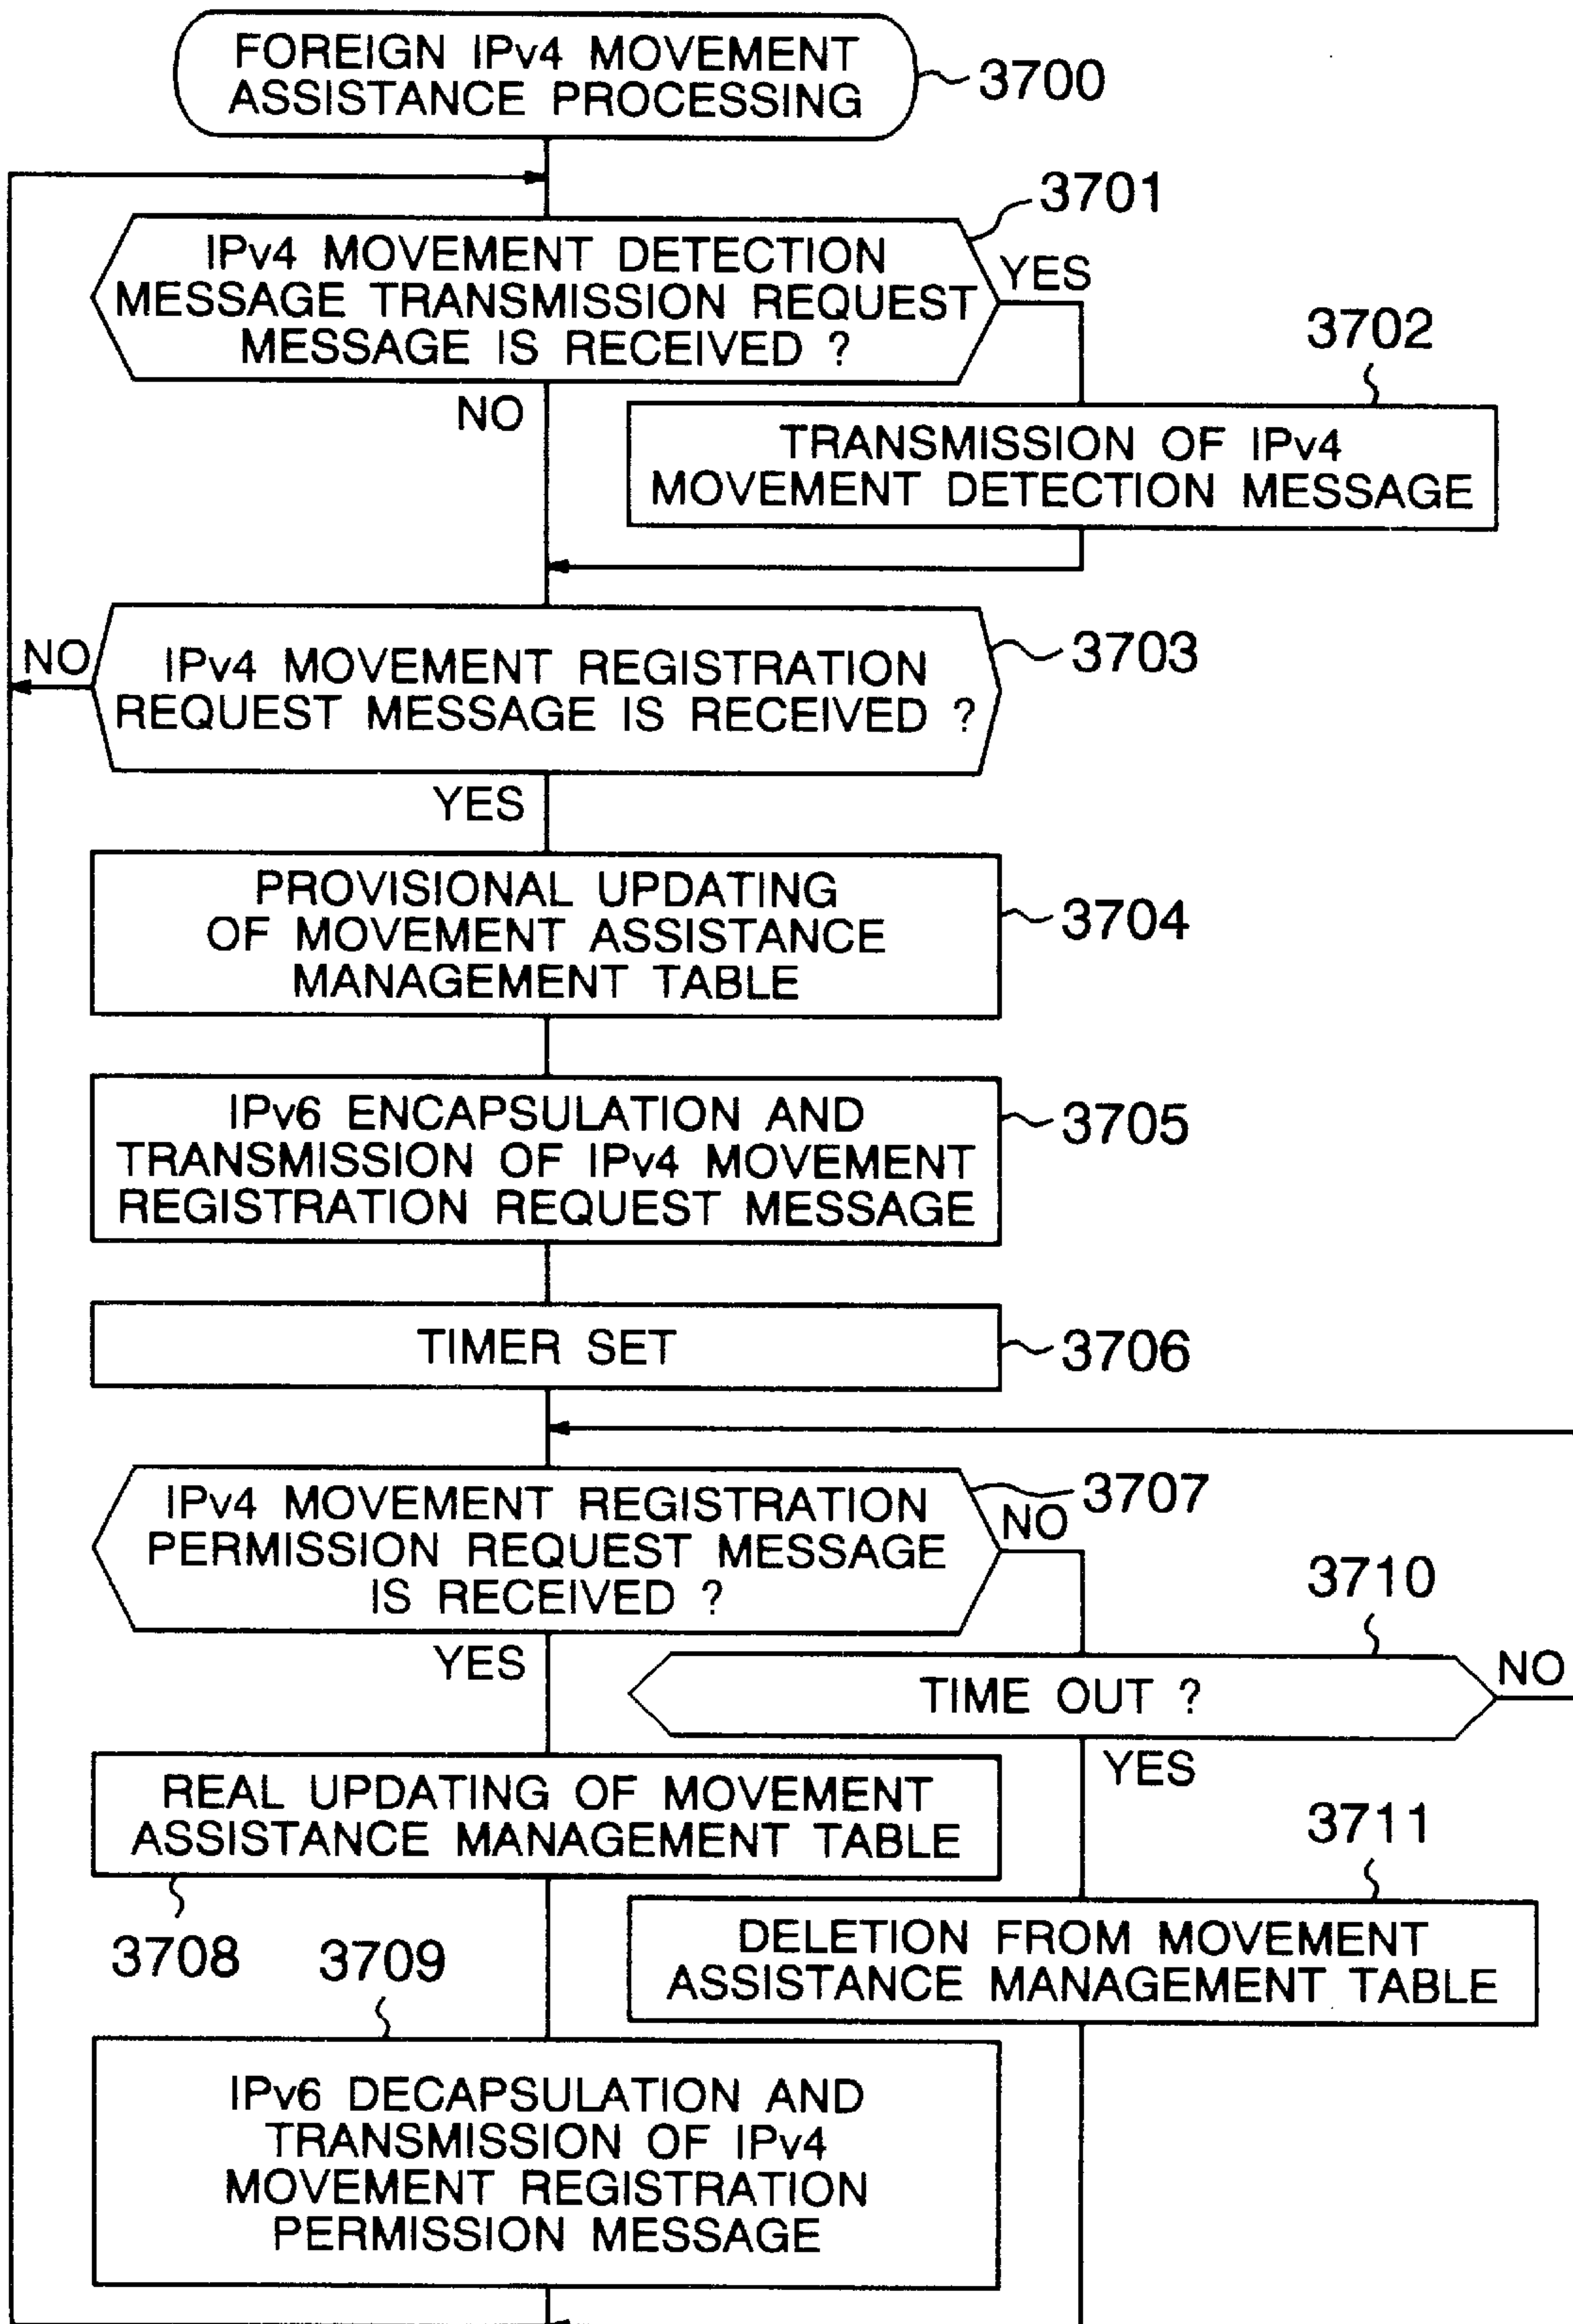 FOREIGN IPv4 MOVEMENT
ASSISTANCE PROCESSING
3700
3701
IPv4 MOVEMENT DETECTION
MESSAGE TRANSMISSION REQUEST
MESSAGE IS RECEIVED ?
YES
NO
3702
TRANSMISSION OF IPv4
MOVEMENT DETECTION MESSAGE
NO
IPv4 MOVEMENT REGISTRATION
REQUEST MESSAGE IS RECEIVED ?
3703
YES
PROVISIONAL UPDATING
OF MOVEMENT ASSISTANCE
MANAGEMENT TABLE
3704
IPv6 ENCAPSULATION AND
TRANSMISSION OF IPv4 MOVEMENT
REGISTRATION REQUEST MESSAGE
3705
TIMER SET
3706
IPv4 MOVEMENT REGISTRATION
PERMISSION REQUEST MESSAGE
IS RECEIVED ?
3707
NO
YES
3710
TIME OUT ?
NO
YES
REAL UPDATING OF MOVEMENT
ASSISTANCE MANAGEMENT TABLE
3708
3711
DELETION FROM MOVEMENT
ASSISTANCE MANAGEMENT TABLE
3709
IPv6 DECAPSULATION AND
TRANSMISSION OF IPv4
MOVEMENT REGISTRATION
PERMISSION MESSAGE